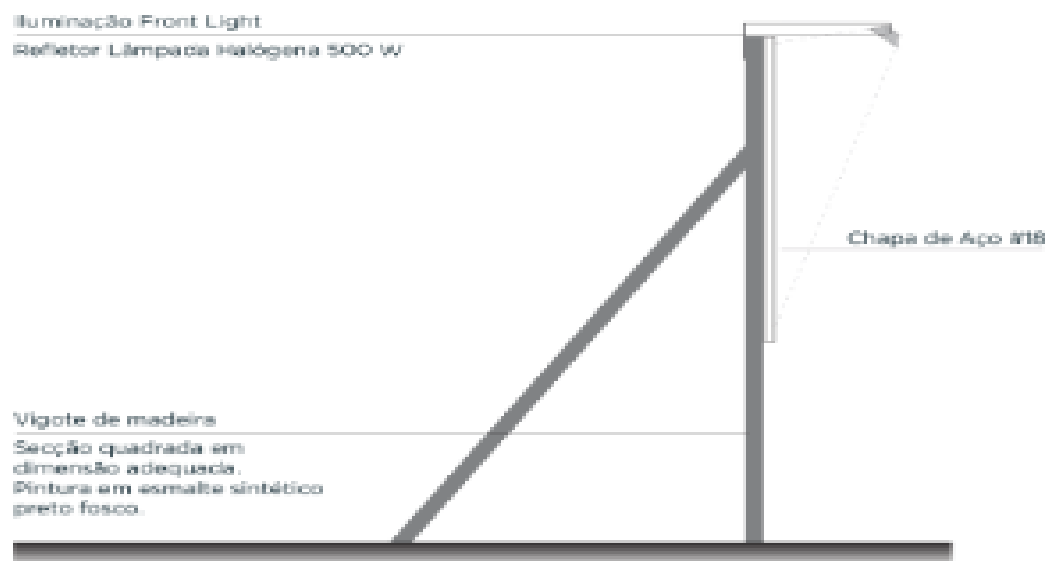 Iluminação Front Light
Refletor Lâmpada Halógena 500 W
Chapa de Aço #18
Vigote de madeira
Secção quadrada em
dimensão adequada.
Pintura em esmalte sintético
preto fosco.